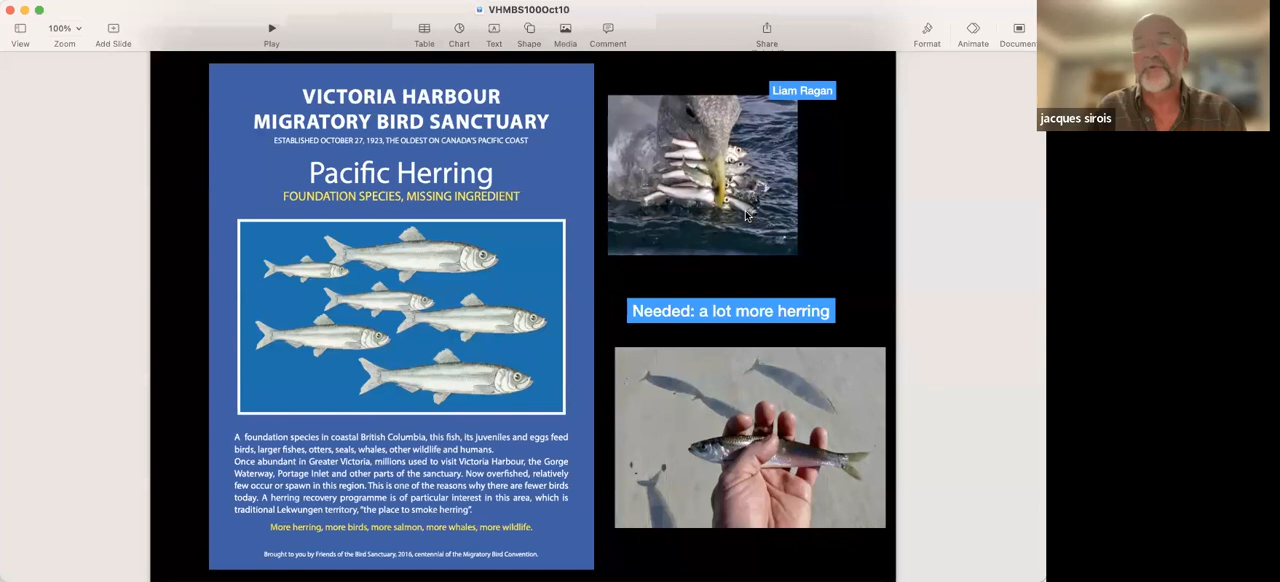 VHMBS100Oct10
100%
View
Zoom
Add Slide
Play
Table
Chart
Text
Shape
Media
Comment
Share
Format
Animate
Documen
jacques sirois
VICTORIA HARBOUR
MIGRATORY BIRD SANCTUARY
ESTABLISHED OCTOBER 27, 1923, THE OLDEST ON CANADA'S PACIFIC COAST
Pacific Herring
FOUNDATION SPECIES, MISSING INGREDIENT
A foundation species in coastal British Columbia, this fish, its juveniles and eggs feed
birds, larger fishes, otters, seals, whales, other wildlife and humans.
Once abundant in Greater Victoria, millions used to visit Victoria Harbour, the Gorge
Waterway, Portage Inlet and other parts of the sanctuary. Now overfished, relatively
few occur or spawn in this region. This is one of the reasons why there are fewer birds
today. A herring recovery programme is of particular interest in this area, which is
traditional Lekwungen territory, "the place to smoke herring".
More herring, more birds, more salmon, more whales, more wildlife.
Brought to you by Friends of the Bird Sanctuary, 2016, centennial of the Migratory Bird Convention.
Liam Ragan
Needed: a lot more herring